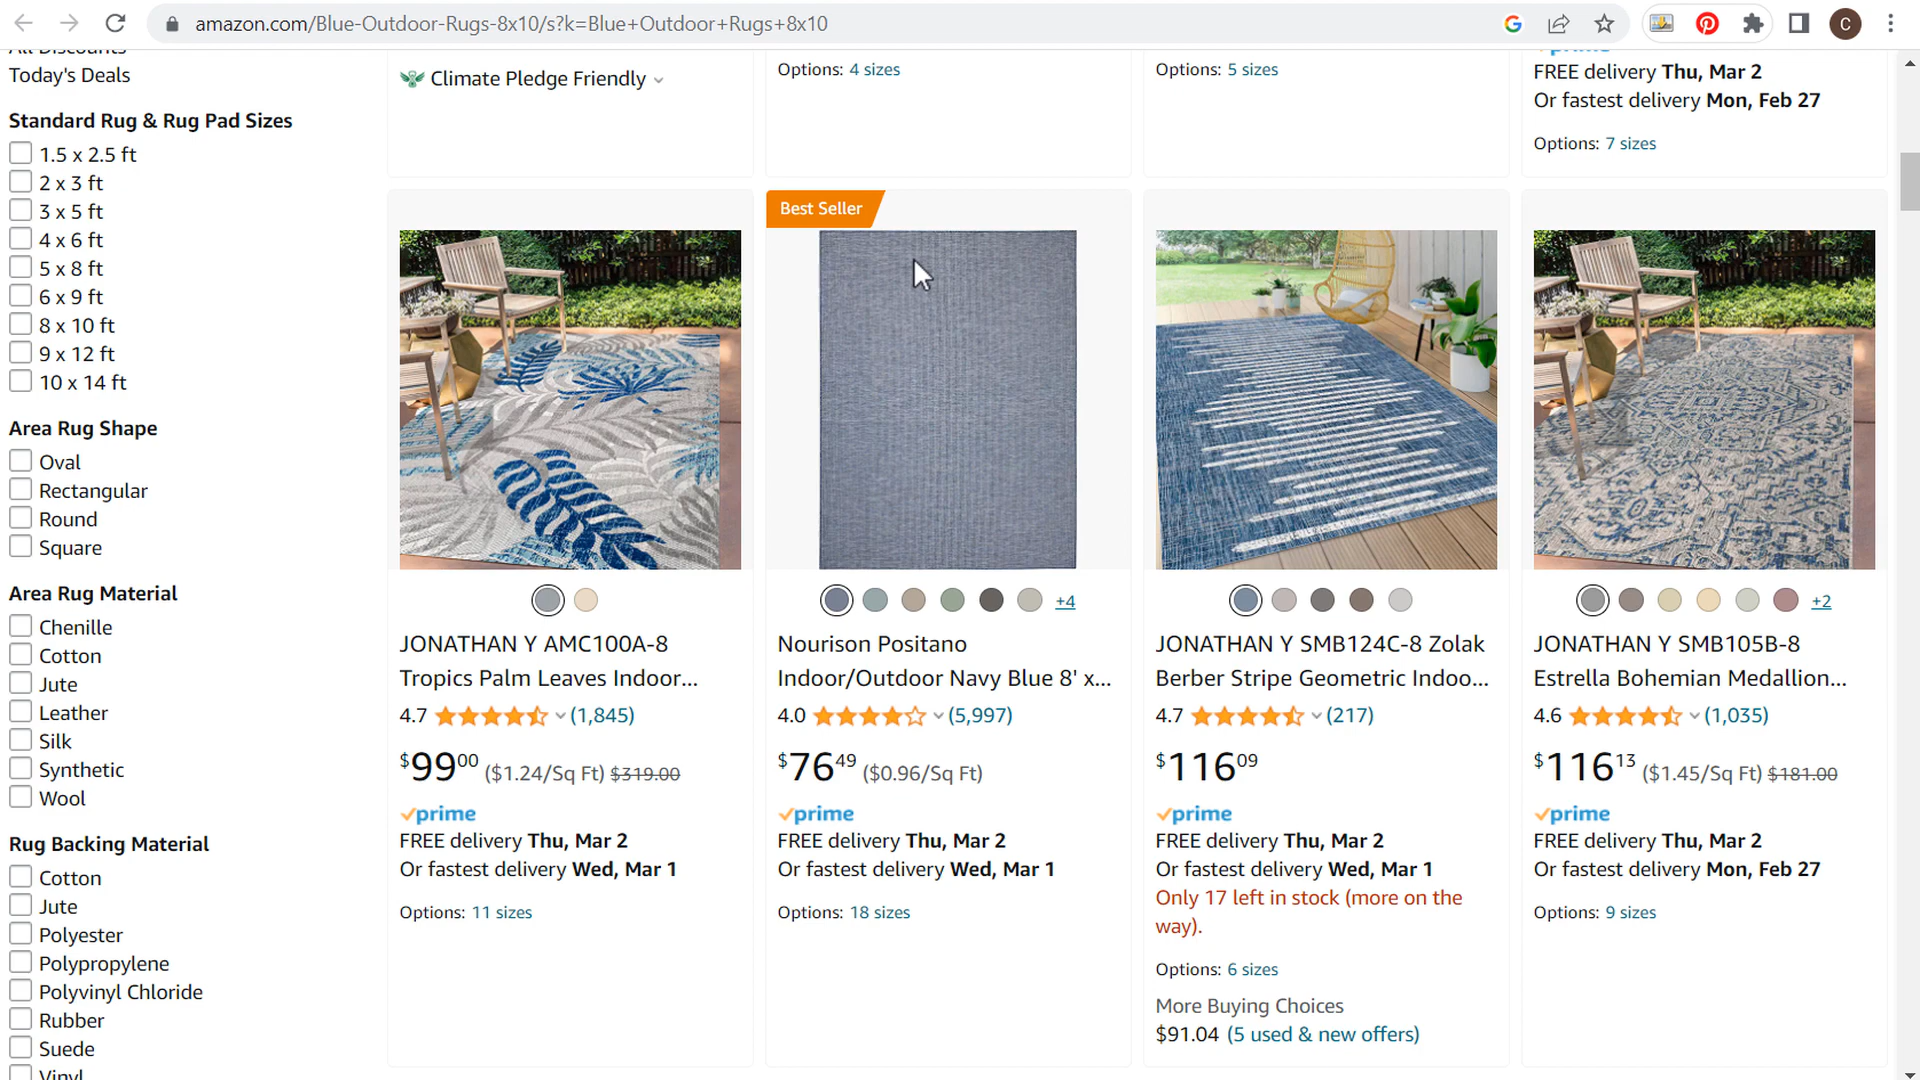 amazon.com/Blue-Outdoor-Rugs-8x10/s?k=Blue+Outdoor+Rugs+8x10
C
All Discounts
Today's Deals
Standard Rug & Rug Pad Sizes
1.5 x 2.5 ft
2 x 3 ft
3 x 5 ft
4 x 6 ft
5 x 8 ft
6 x 9 ft
8 x 10 ft
9 x 12 ft
10 x 14 ft
Area Rug Shape
Oval
Rectangular
Round
Square
Area Rug Material
Chenille
Cotton
Jute
Leather
Silk
Synthetic
Wool
Rug Backing Material
Cotton
Jute
Polyester
Polypropylene
Polyvinyl Chloride
Rubber
Suede
Vinyl
Climate Pledge Friendly
Options: 4 sizes
Options: 5 sizes
prime
FREE delivery Thu, Mar 2
Or fastest delivery Mon, Feb 27
Options: 7 sizes
JONATHAN Y AMC100A-8
Tropics Palm Leaves Indoor...
4.7 (1,845)
$99.00 ($1.24/Sq Ft) $319.00
prime
FREE delivery Thu, Mar 2
Or fastest delivery Wed, Mar 1
Options: 11 sizes
Best Seller
+4
Nourison Positano
Indoor/Outdoor Navy Blue 8' x...
4.0 (5,997)
$76.49 ($0.96/Sq Ft)
prime
FREE delivery Thu, Mar 2
Or fastest delivery Wed, Mar 1
Options: 18 sizes
JONATHAN Y SMB124C-8 Zolak
Berber Stripe Geometric Indoo...
4.7 (217)
$116.09
prime
FREE delivery Thu, Mar 2
Or fastest delivery Wed, Mar 1
Only 17 left in stock (more on the
way).
Options: 6 sizes
More Buying Choices
$91.04 (5 used & new offers)
+2
JONATHAN Y SMB105B-8
Estrella Bohemian Medallion...
4.6 (1,035)
$116.13 ($1.45/Sq Ft) $181.00
prime
FREE delivery Thu, Mar 2
Or fastest delivery Mon, Feb 27
Options: 9 sizes